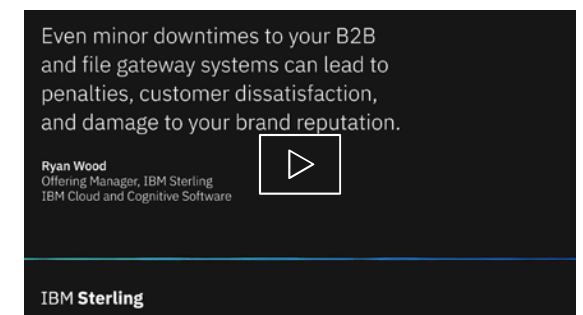 Even minor downtimes to your B2B
and file gateway systems can lead to
penalties, customer dissatisfaction,
and damage to your brand reputation.
Ryan Wood
Offering Manager, IBM Sterling
IBM Cloud and Cognitive Software
IBM Sterling